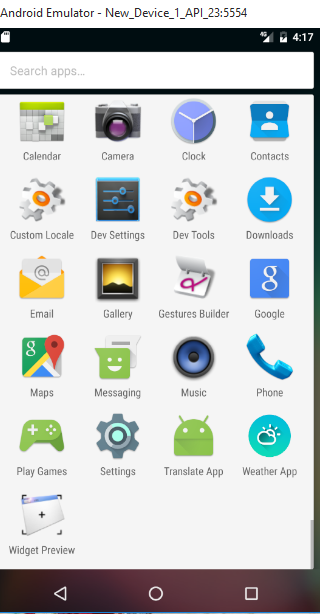 Android Emulator - New_Device_1_API_23:5554
4G 4:17
Search apps…
Calendar Camera Clock Contacts
Custom Locale Dev Settings Dev Tools Downloads
Email Gallery Gestures Builder Google
Maps Messaging Music Phone
Play Games Settings Translate App Weather App
Widget Preview